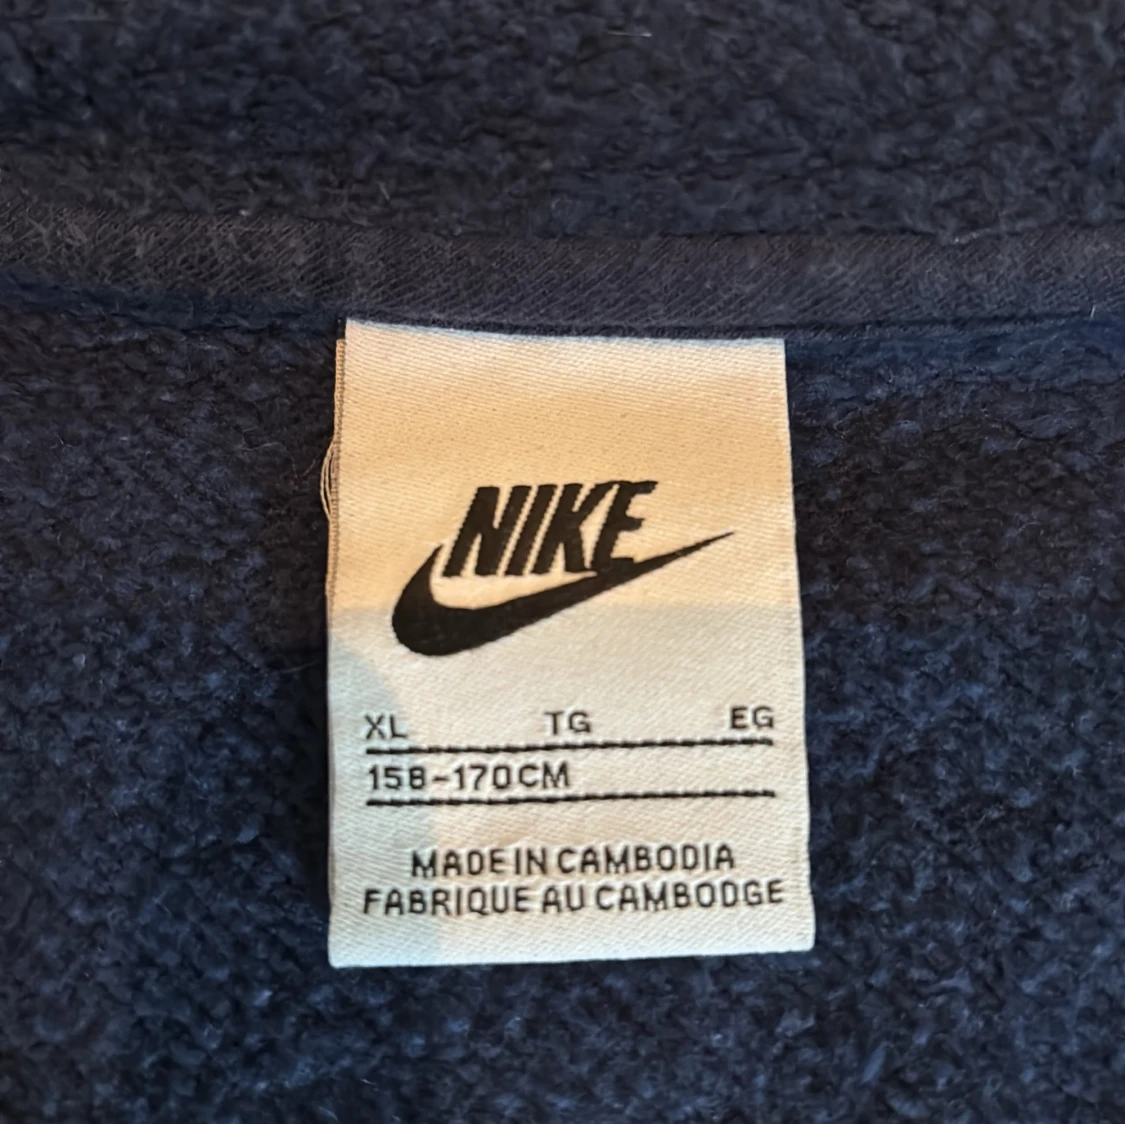 NIKE
XL TG EG
158-170CM
MADE IN CAMBODIA
FABRIQUE AU CAMBODGE